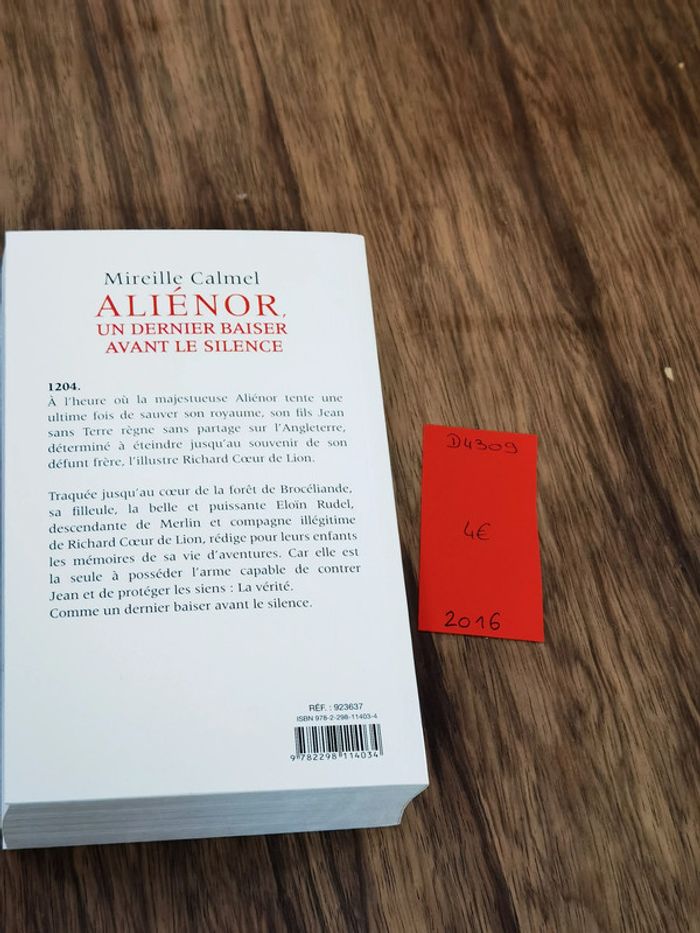 Mireille Calmel
ALIÉNOR,
UN DERNIER BAISER
AVANT LE SILENCE
1204.
À l'heure où la majestueuse Aliénor tente une
ultime fois de sauver son royaume, son fils Jean
sans Terre règne sans partage sur l'Angleterre,
déterminé à éteindre jusqu'au souvenir de son
défunt frère, l'illustre Richard Cœur de Lion.
Traquée jusqu'au cœur de la forêt de Brocéliande,
sa filleule, la belle et puissante Eloïn Rudel,
descendante de Merlin et compagne illégitime
de Richard Cœur de Lion, rédige pour leurs enfants
les mémoires de sa vie d'aventures. Car elle est
la seule à posséder l'arme capable de contrer
Jean et de protéger les siens : La vérité.
Comme un dernier baiser avant le silence.
RÉF. : 923637
ISBN 978-2-298-11403-4
9 782298 114034
D4309
4€
2016